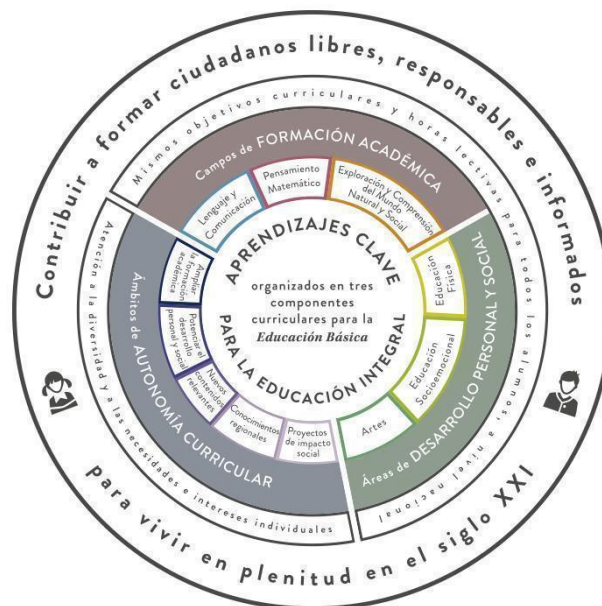 Contribuir a formar ciudadanos libres, responsables e informados
para vivir en plenitud en el siglo XXI
Mismos objetivos curriculares y horas lectivas para todos los alumnos, a nivel nacional
Atención a la diversidad y a las necesidades e intereses individuales
Campos de FORMACIÓN ACADÉMICA
Lenguaje y
Comunicación
Pensamiento
Matemático
Exploración y Comprensión
del Mundo
Natural y Social
Áreas de DESARROLLO PERSONAL Y SOCIAL
Educación
Física
Educación
Socioemocional
Artes
Ámbitos de AUTONOMÍA CURRICULAR
Ampliar
la formación
académica
Potenciar el
desarrollo
personal y social
Nuevos
contenidos
relevantes
Conocimientos
regionales
Proyectos
de impacto
social
APRENDIZAJES CLAVE
organizados en tres
componentes
curriculares para la
Educación Básica
PARA LA EDUCACIÓN INTEGRAL